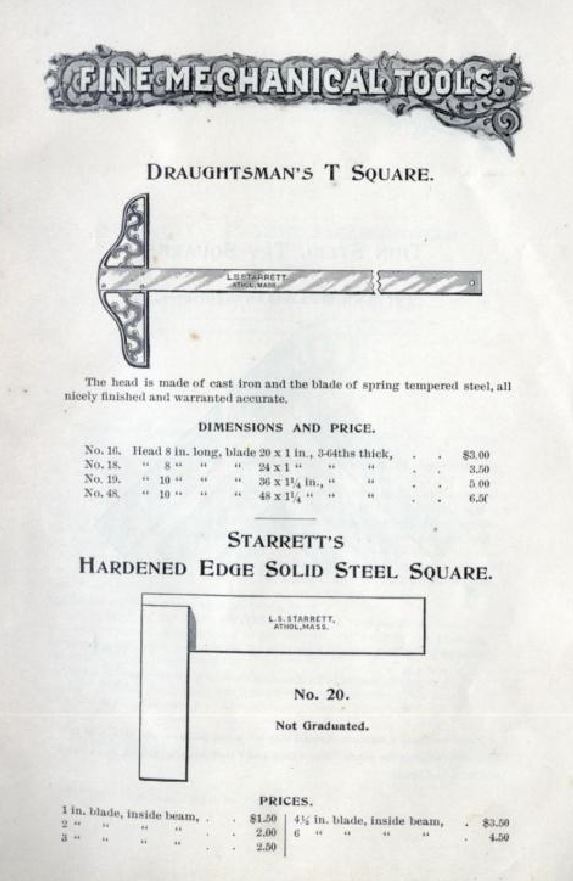 FINE MECHANICAL TOOLS.
DRAUGHTSMAN'S T SQUARE.
L.S.STARRETT.
ATHOL, MASS.
The head is made of cast iron and the blade of spring tempered steel, all
nicely finished and warranted accurate.
DIMENSIONS AND PRICE.
No. 16. Head 8 in. long, blade 20 x 1 in., 3-64ths thick, . . $3.00
No. 18. " 8 " " " 24 x 1 " " " . . 3.50
No. 19. " 10 " " " 36 x 1¼ in., " " . . 5.00
No. 48. " 10 " " " 48 x 1¼ " " " . . 6.50
STARRETT'S
HARDENED EDGE SOLID STEEL SQUARE.
L.S. STARRETT,
ATHOL, MASS.
No. 20.
Not Graduated.
PRICES.
1 in. blade, inside beam, . . $1.50
2 " " " " . . 2.00
3 " " " " . . 2.50
4½ in. blade, inside beam, . $3.50
6 " " " " . 4.50